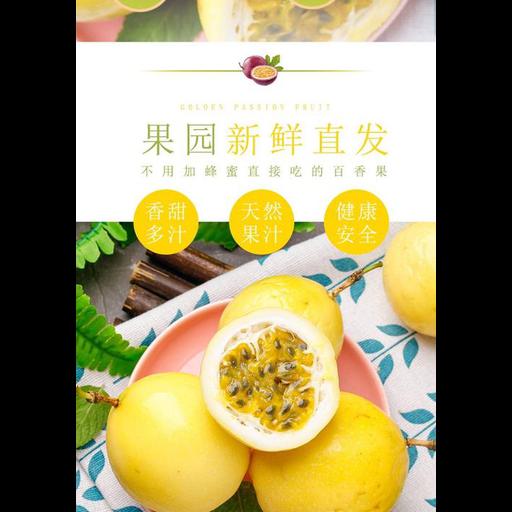 GOLDEN PASSION FRUIT
果园新鲜直发
不用加蜂蜜直接吃的百香果
香甜
多汁
天然
果汁
健康
安全